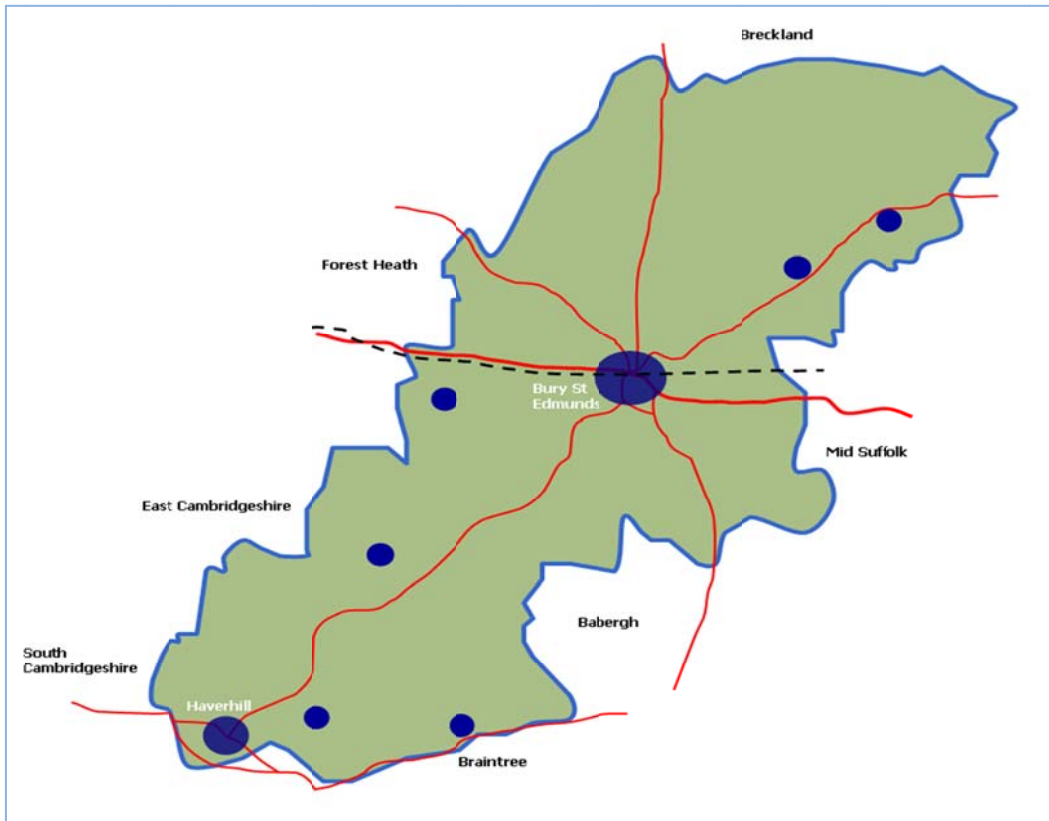 Breckland
Forest Heath
Bury St
Edmunds
Mid Suffolk
East Cambridgeshire
Babergh
South
Cambridgeshire
Haverhill
Braintree